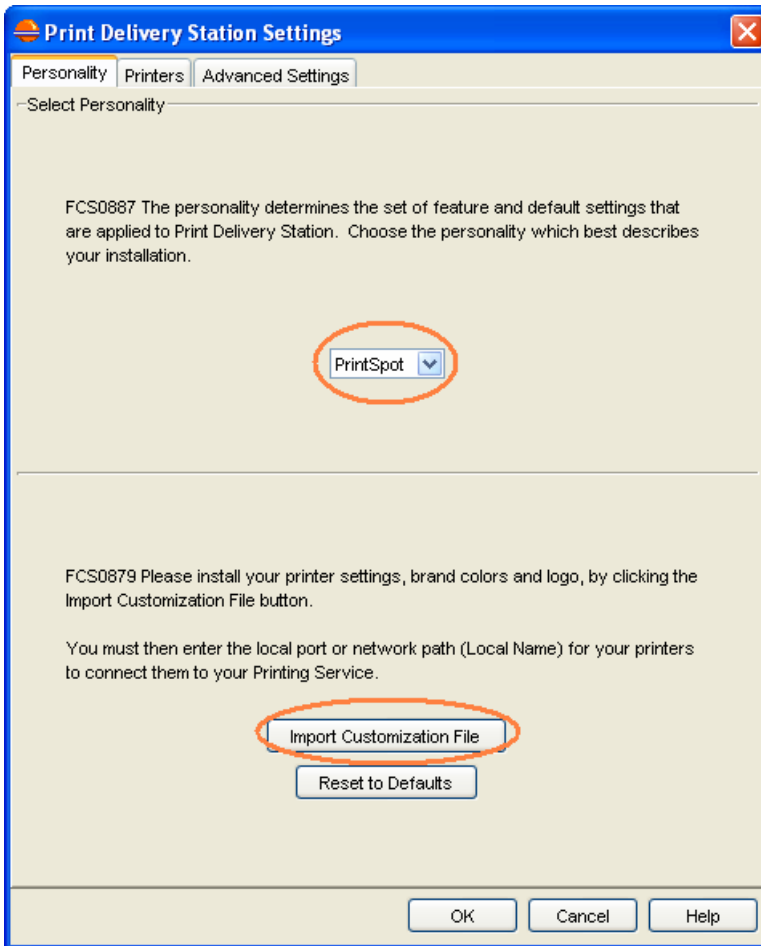 Print Delivery Station Settings
Personality Printers Advanced Settings
Select Personality
FCS0887 The personality determines the set of feature and default settings that
are applied to Print Delivery Station. Choose the personality which best describes
your installation.
PrintSpot
FCS0879 Please install your printer settings, brand colors and logo, by clicking the
Import Customization File button.
You must then enter the local port or network path (Local Name) for your printers
to connect them to your Printing Service.
Import Customization File
Reset to Defaults
OK Cancel Help